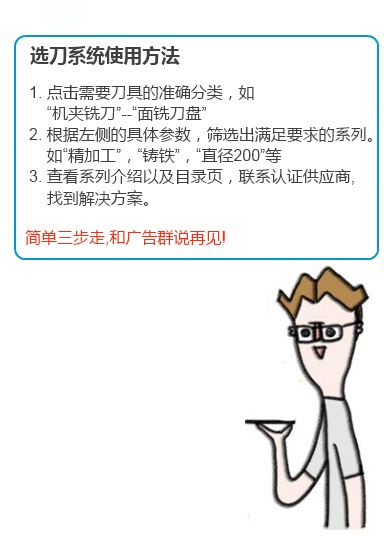 选刀系统使用方法
1. 点击需要刀具的准确分类，如
“机夹铣刀”--“面铣刀盘”
2. 根据左侧的具体参数，筛选出满足要求的系列。
如“精加工”，“铸铁”，“直径200”等
3. 查看系列介绍以及目录页，联系认证供应商,
找到解决方案。
简单三步走,和广告群说再见!